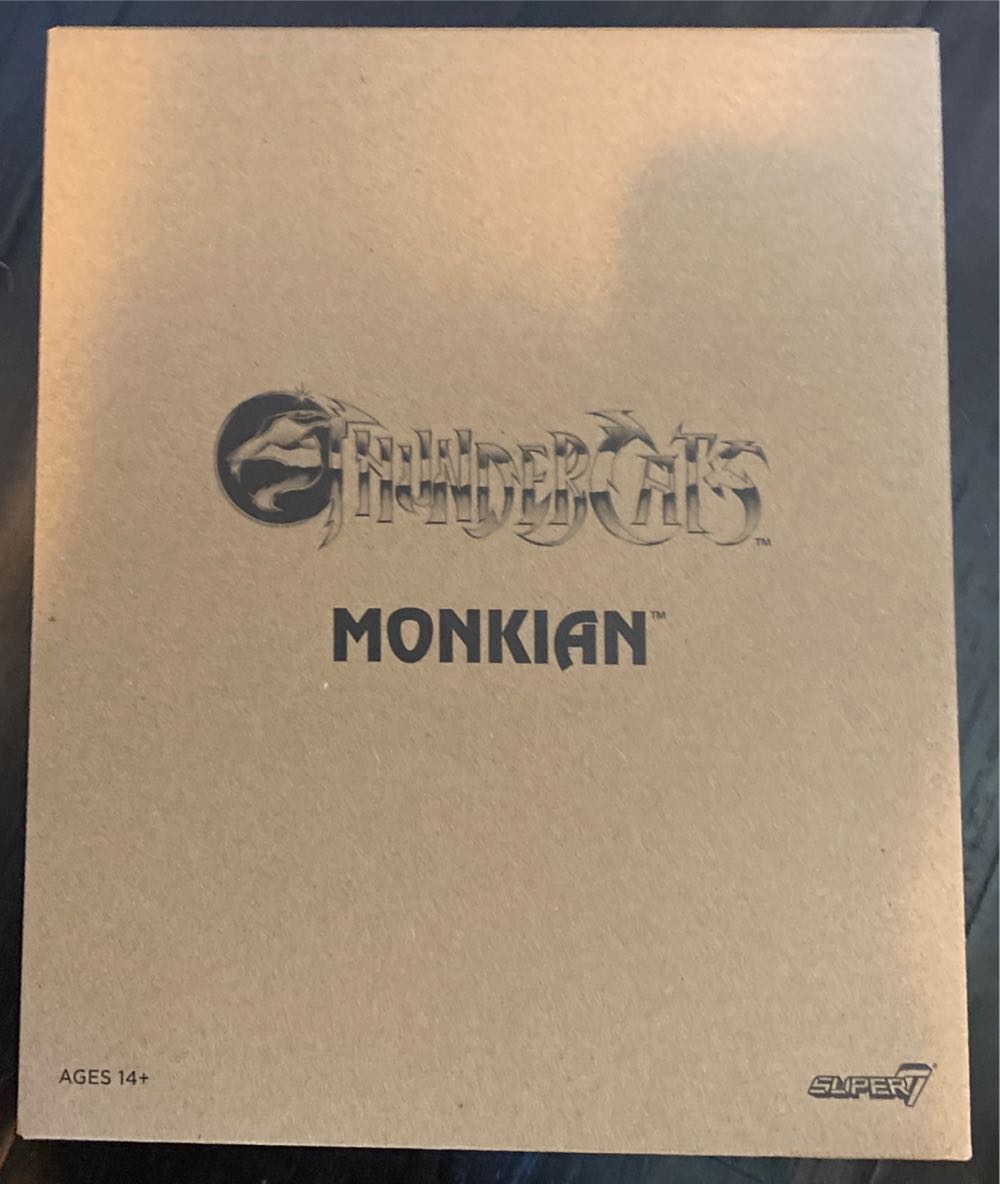 THUNDERCATS™
MONKIAN™
AGES 14+
SUPER7®